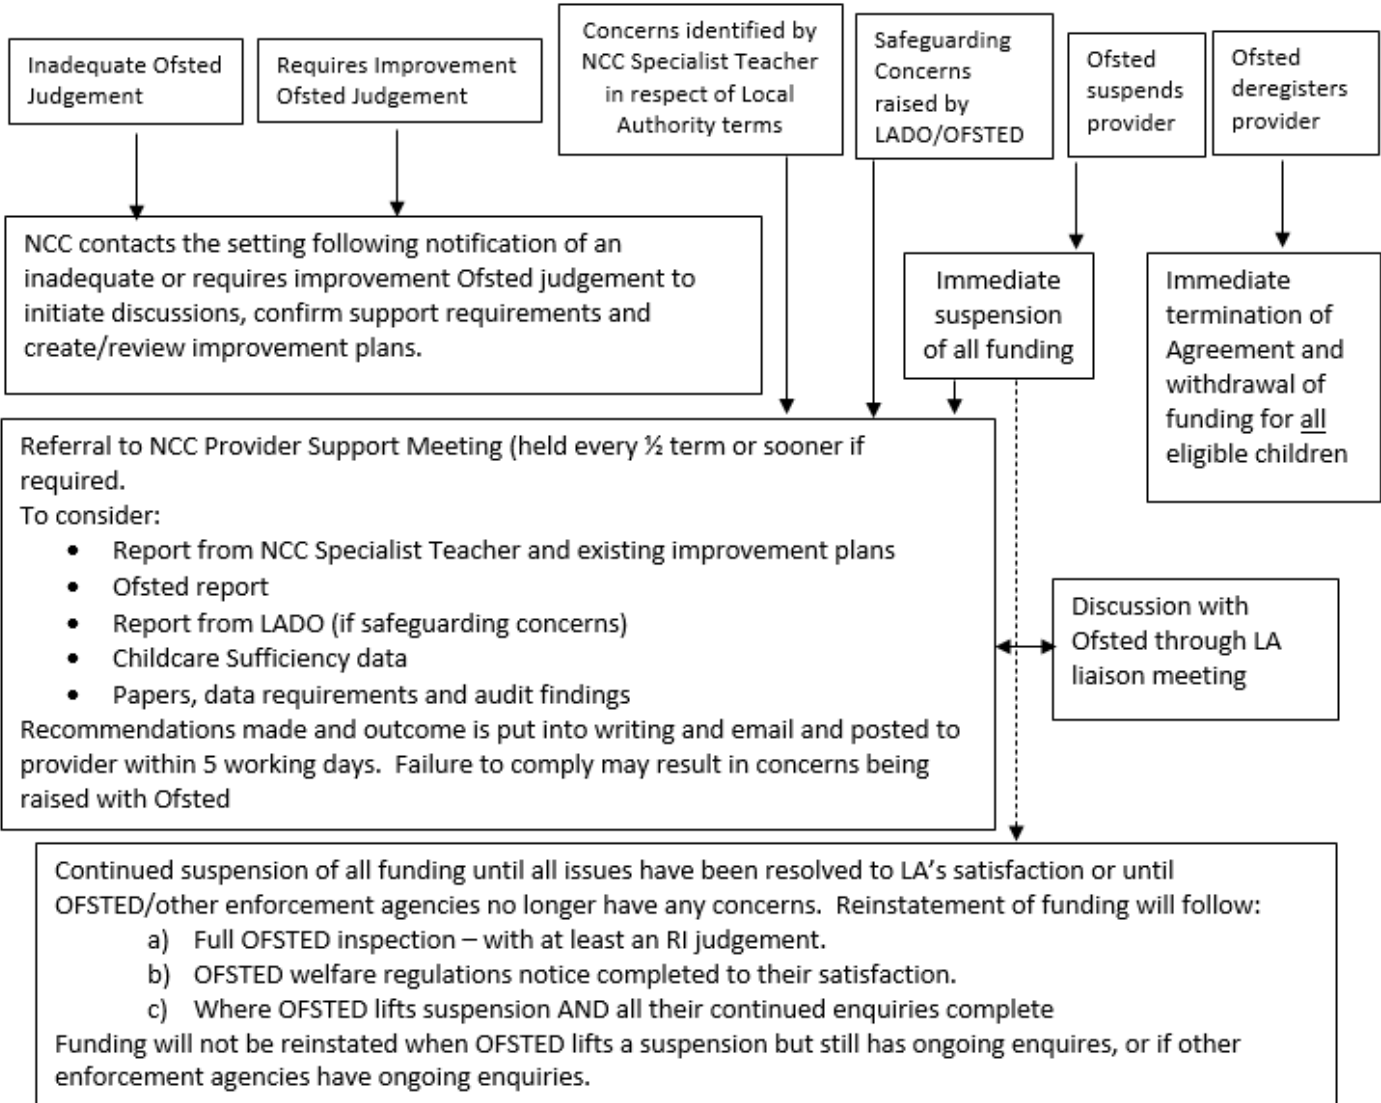 Inadequate Ofsted
Judgement
Requires Improvement
Ofsted Judgement
Concerns identified by
NCC Specialist Teacher
in respect of Local
Authority terms
Safeguarding
Concerns
raised by
LADO/OFSTED
Ofsted
suspends
provider
Ofsted
deregisters
provider
NCC contacts the setting following notification of an
inadequate or requires improvement Ofsted judgement to
initiate discussions, confirm support requirements and
create/review improvement plans.
Immediate
suspension
of all funding
Immediate
termination of
Agreement and
withdrawal of
funding for all
eligible children
Referral to NCC Provider Support Meeting (held every ½ term or sooner if
required.
To consider:
• Report from NCC Specialist Teacher and existing improvement plans
• Ofsted report
• Report from LADO (if safeguarding concerns)
• Childcare Sufficiency data
• Papers, data requirements and audit findings
Recommendations made and outcome is put into writing and email and posted to
provider within 5 working days.  Failure to comply may result in concerns being
raised with Ofsted
Discussion with
Ofsted through LA
liaison meeting
Continued suspension of all funding until all issues have been resolved to LA’s satisfaction or until
OFSTED/other enforcement agencies no longer have any concerns.  Reinstatement of funding will follow:
a) Full OFSTED inspection – with at least an RI judgement.
b) OFSTED welfare regulations notice completed to their satisfaction.
c) Where OFSTED lifts suspension AND all their continued enquiries complete
Funding will not be reinstated when OFSTED lifts a suspension but still has ongoing enquires, or if other
enforcement agencies have ongoing enquiries.